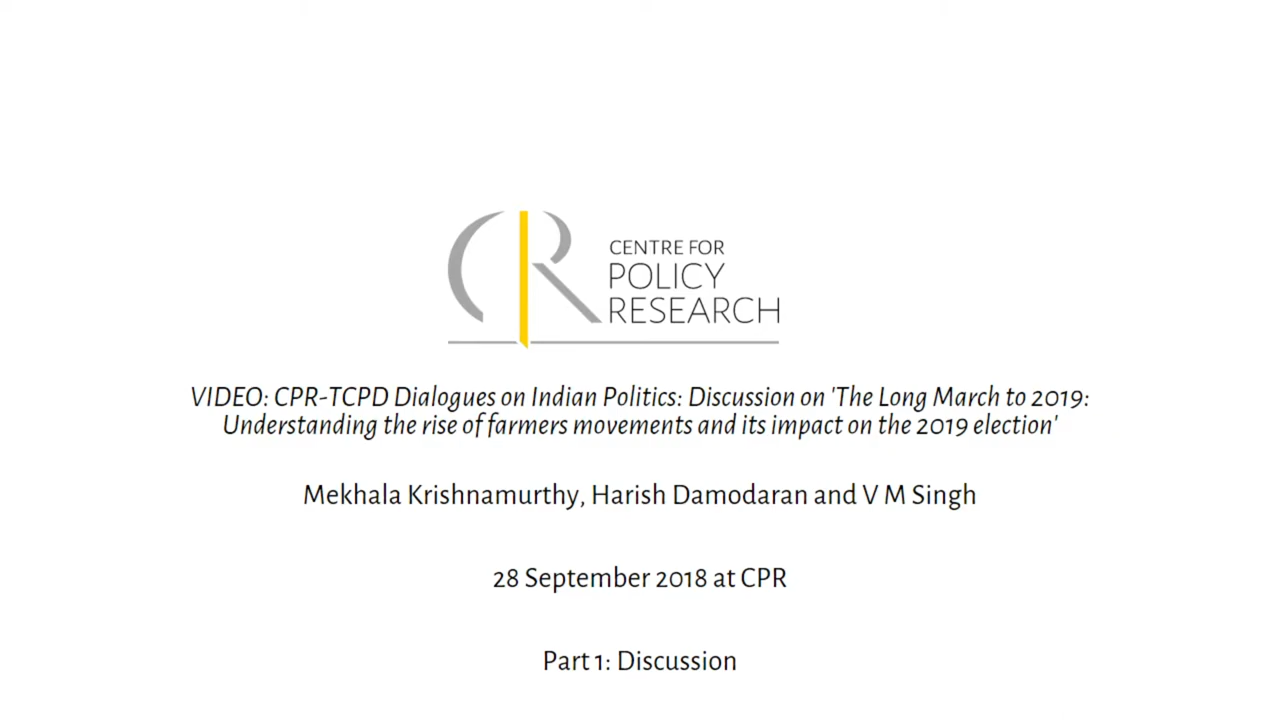 CENTRE FOR
POLICY
RESEARCH
VIDEO: CPR-TCPD Dialogues on Indian Politics: Discussion on 'The Long March to 2019:
Understanding the rise of farmers movements and its impact on the 2019 election'
Mekhala Krishnamurthy, Harish Damodaran and V M Singh
28 September 2018 at CPR
Part 1: Discussion